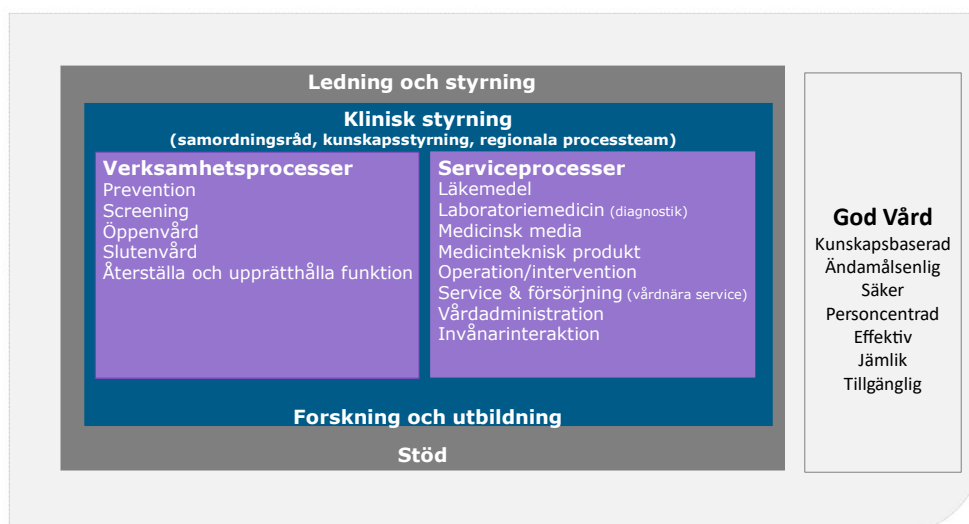 Ledning och styrning
Klinisk styrning
(samordningsråd, kunskapsstyrning, regionala processteam)
Verksamhetsprocesser
Prevention
Screening
Öppenvård
Slutenvård
Återställa och upprätthålla funktion
Serviceprocesser
Läkemedel
Laboratoriemedicin (diagnostik)
Medicinsk media
Medicinteknisk produkt
Operation/intervention
Service & försörjning (vårdnära service)
Vårdadministration
Invånarinteraktion
Forskning och utbildning
Stöd
God Vård
Kunskapsbaserad
Ändamålsenlig
Säker
Personcentrad
Effektiv
Jämlik
Tillgänglig